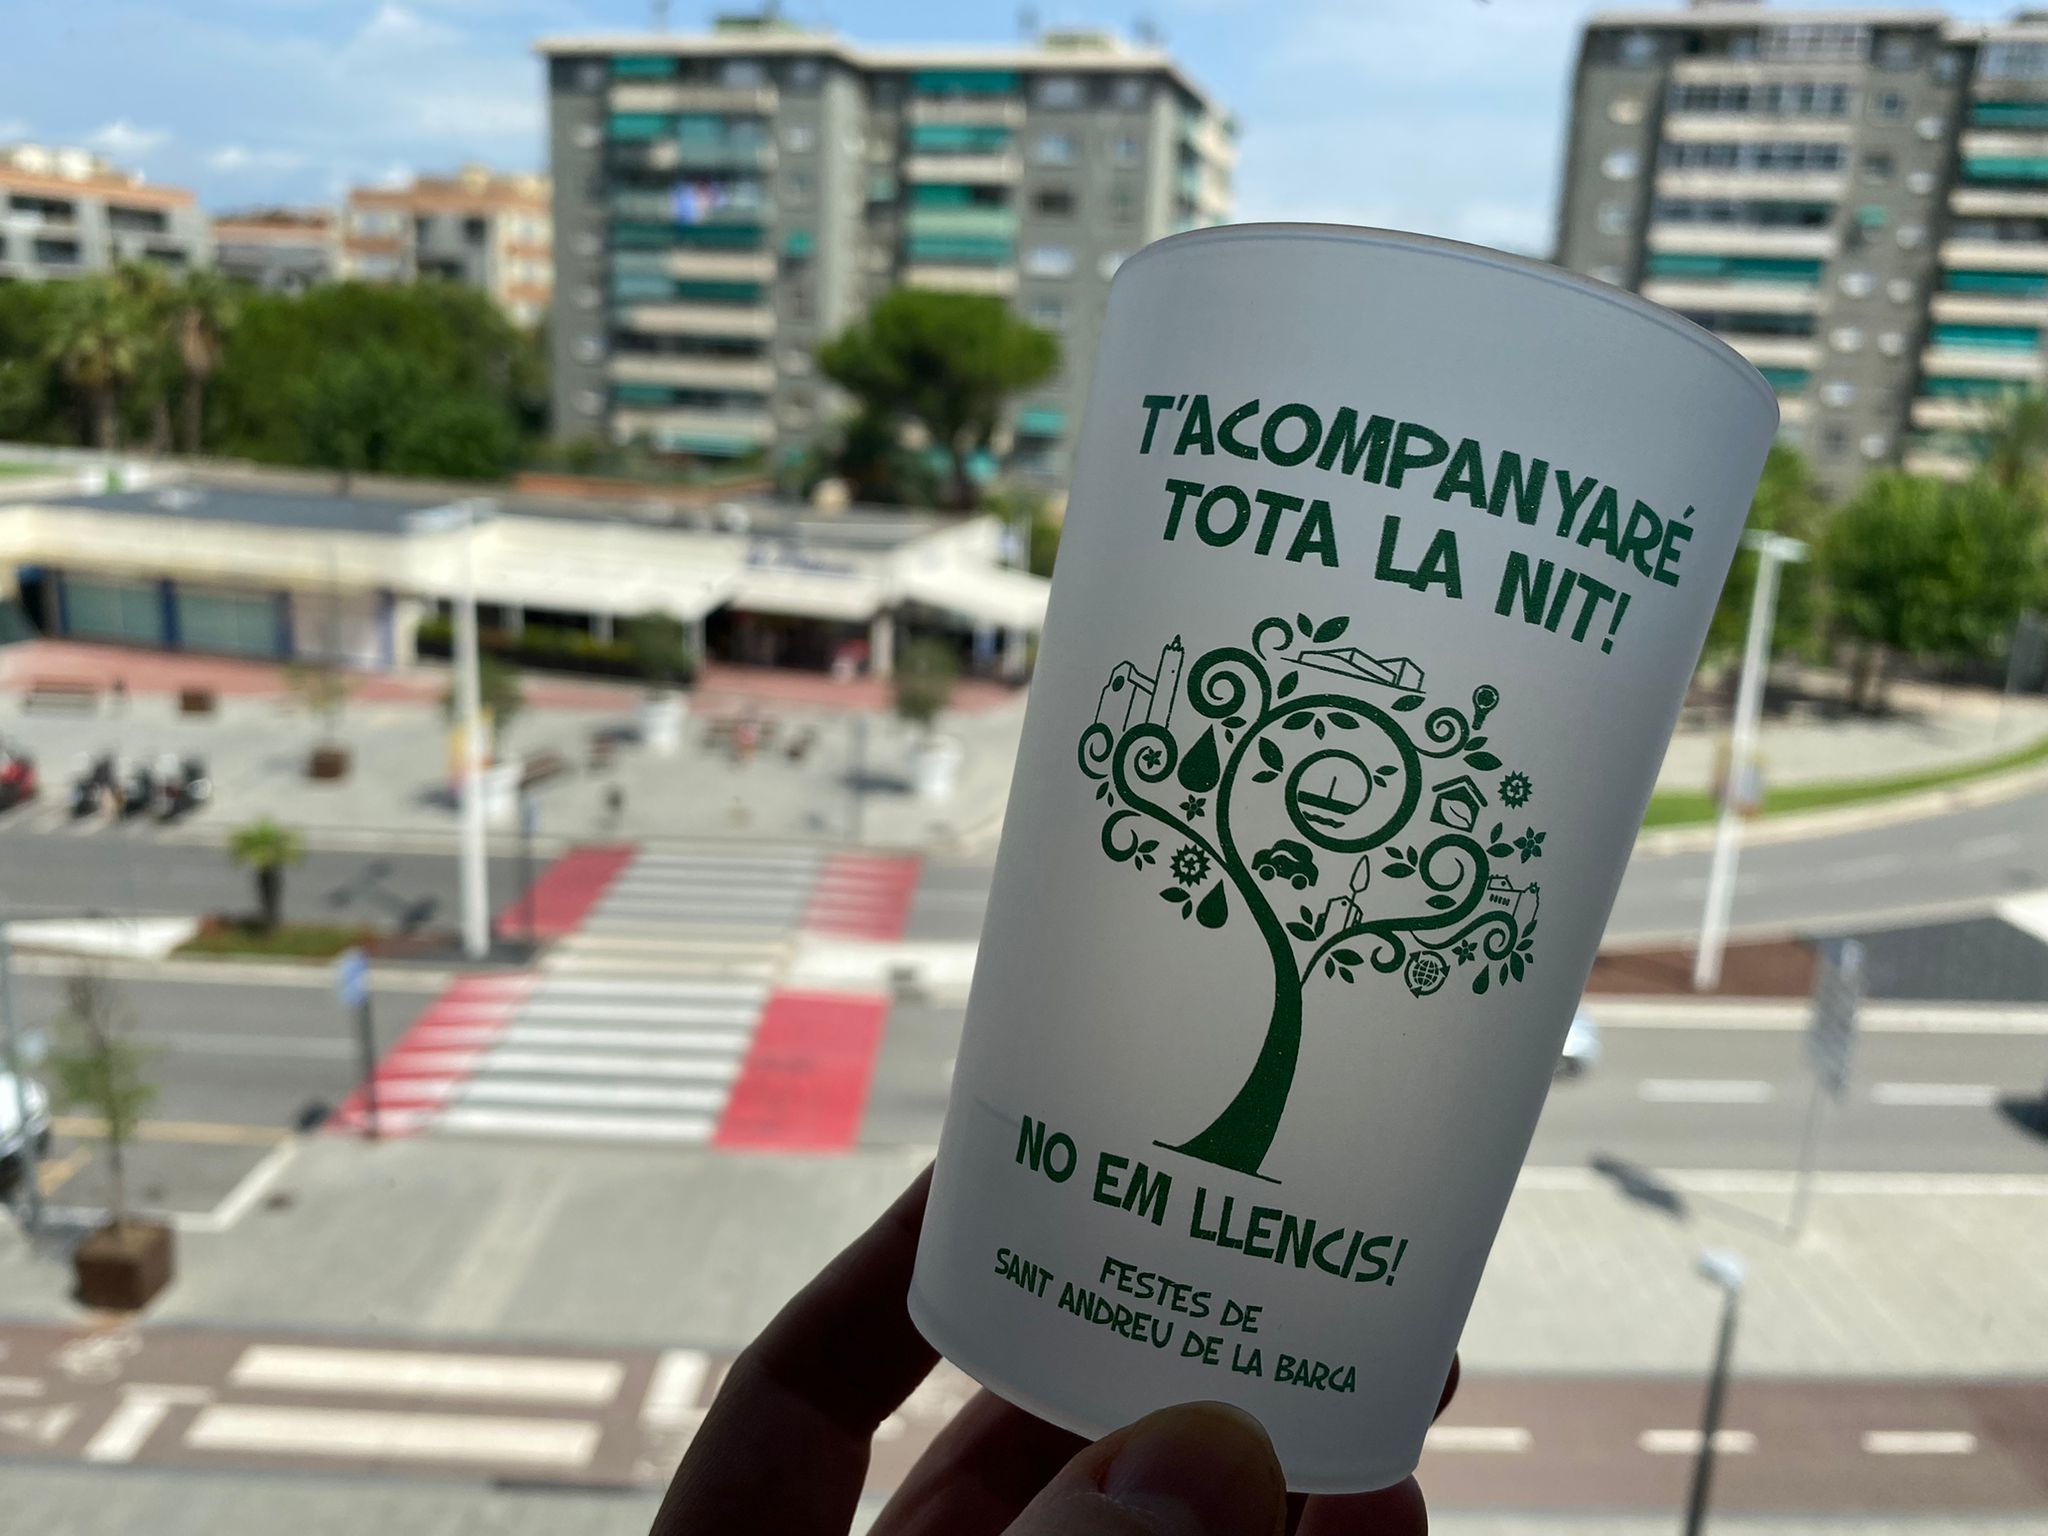 T'ACOMPANYARÉ
TOTA LA NIT!
NO EM LLENCIS!
FESTES DE
SANT ANDREU DE LA BARCA